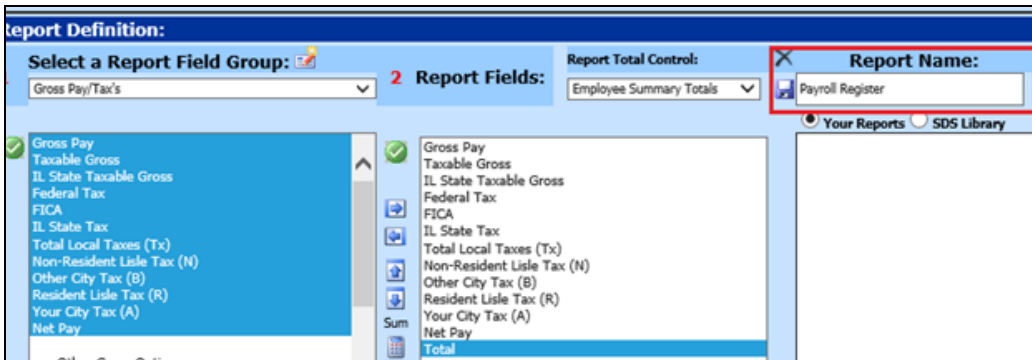 Report Definition:
Select a Report Field Group:
Gross Pay/Tax's
2 Report Fields:
Report Total Control:
Employee Summary Totals
Report Name:
Payroll Register
Your Reports SDS Library
Gross Pay
Taxable Gross
IL State Taxable Gross
Federal Tax
FICA
IL State Tax
Total Local Taxes (Tx)
Non-Resident Lisle Tax (N)
Other City Tax (B)
Resident Lisle Tax (R)
Your City Tax (A)
Net Pay
Gross Pay
Taxable Gross
IL State Taxable Gross
Federal Tax
FICA
IL State Tax
Total Local Taxes (Tx)
Non-Resident Lisle Tax (N)
Other City Tax (B)
Resident Lisle Tax (R)
Your City Tax (A)
Net Pay
Total
Sum